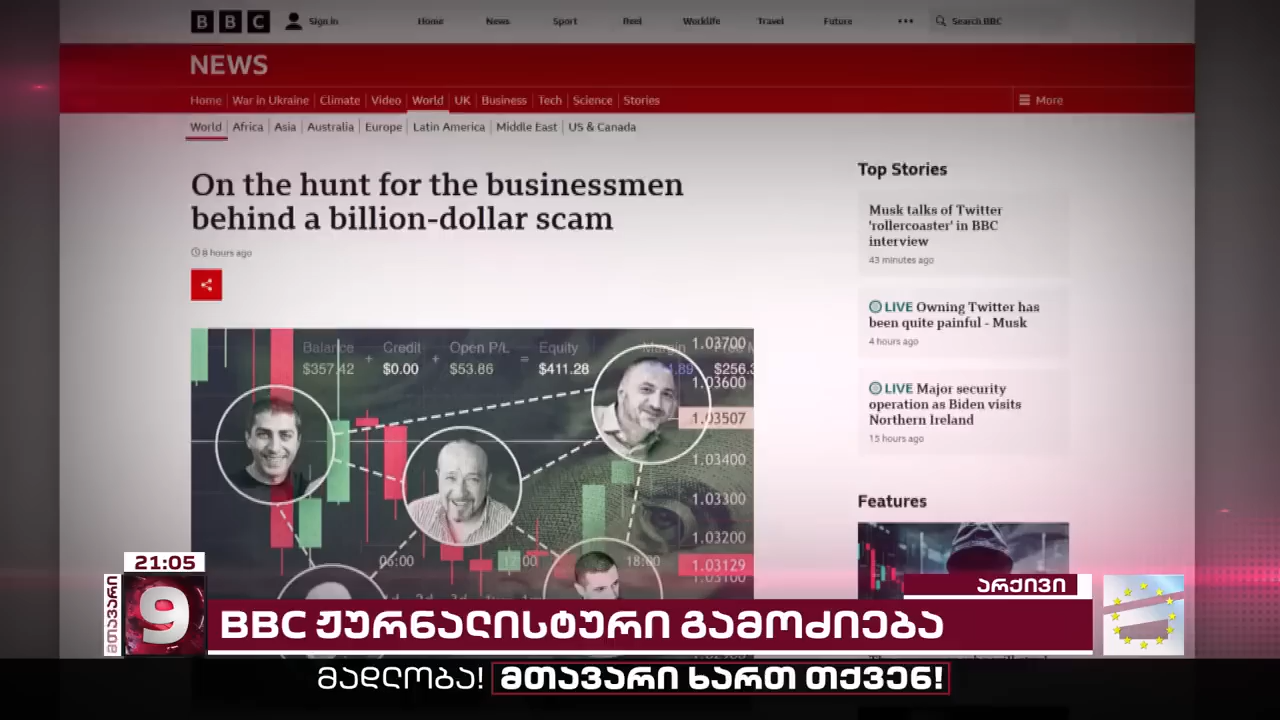 BBC
Sign in
Home
News
Sport
Reel
Worklife
Travel
Future
Search BBC
NEWS
Home
War in Ukraine
Climate
Video
World
UK
Business
Tech
Science
Stories
More
World
Africa
Asia
Australia
Europe
Latin America
Middle East
US & Canada
On the hunt for the businessmen
behind a billion-dollar scam
8 hours ago
Top Stories
Musk talks of Twitter
'rollercoaster' in BBC
interview
43 minutes ago
LIVE Owning Twitter has
been quite painful - Musk
4 hours ago
LIVE Major security
operation as Biden visits
Northern Ireland
15 hours ago
Features
Balance + Credit + Open P/L = Equity
$357.42 $0.00 $53.86 $411.28
1.03700
1.03600
1.03507
1.03400
1.03300
1.03200
1.03129
1.03100
06:00
18:00
21:05
მთავარი
9
არქივი
BBC ჟურნალისტური გამოძიება
მადლობა! მთავარი ხართ თქვენ!